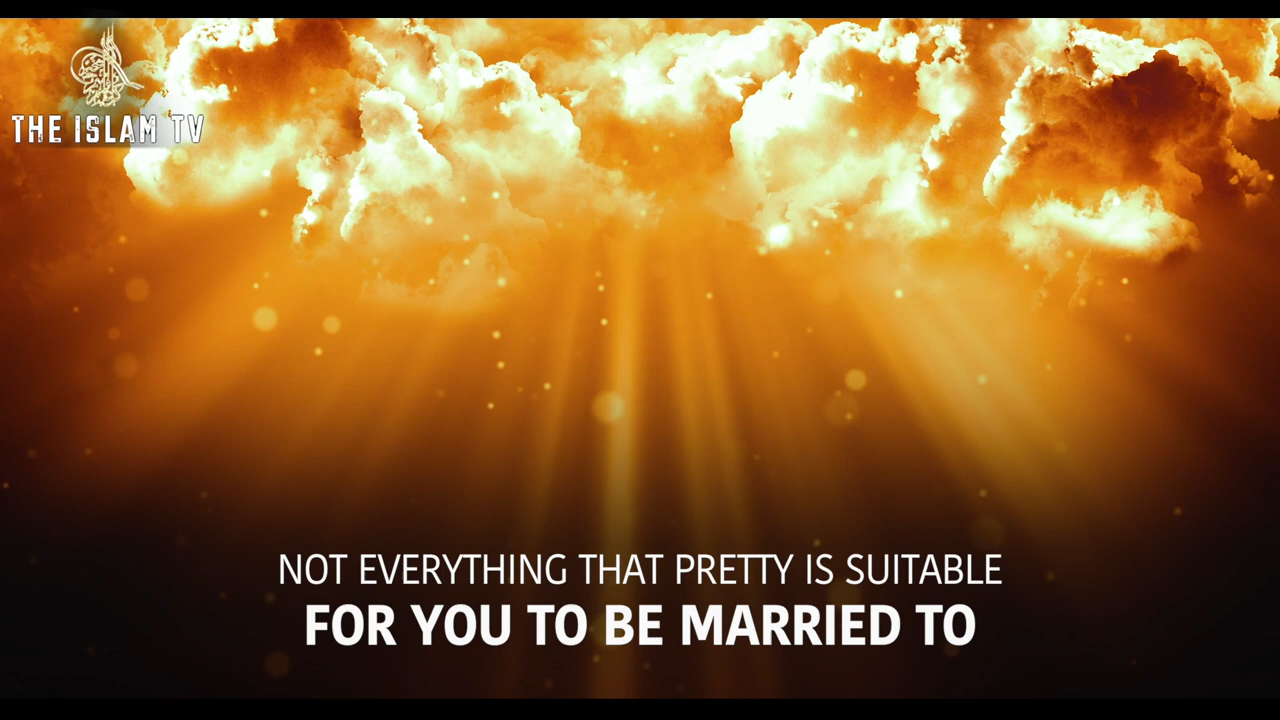 THE ISLAM TV
NOT EVERYTHING THAT PRETTY IS SUITABLE
FOR YOU TO BE MARRIED TO